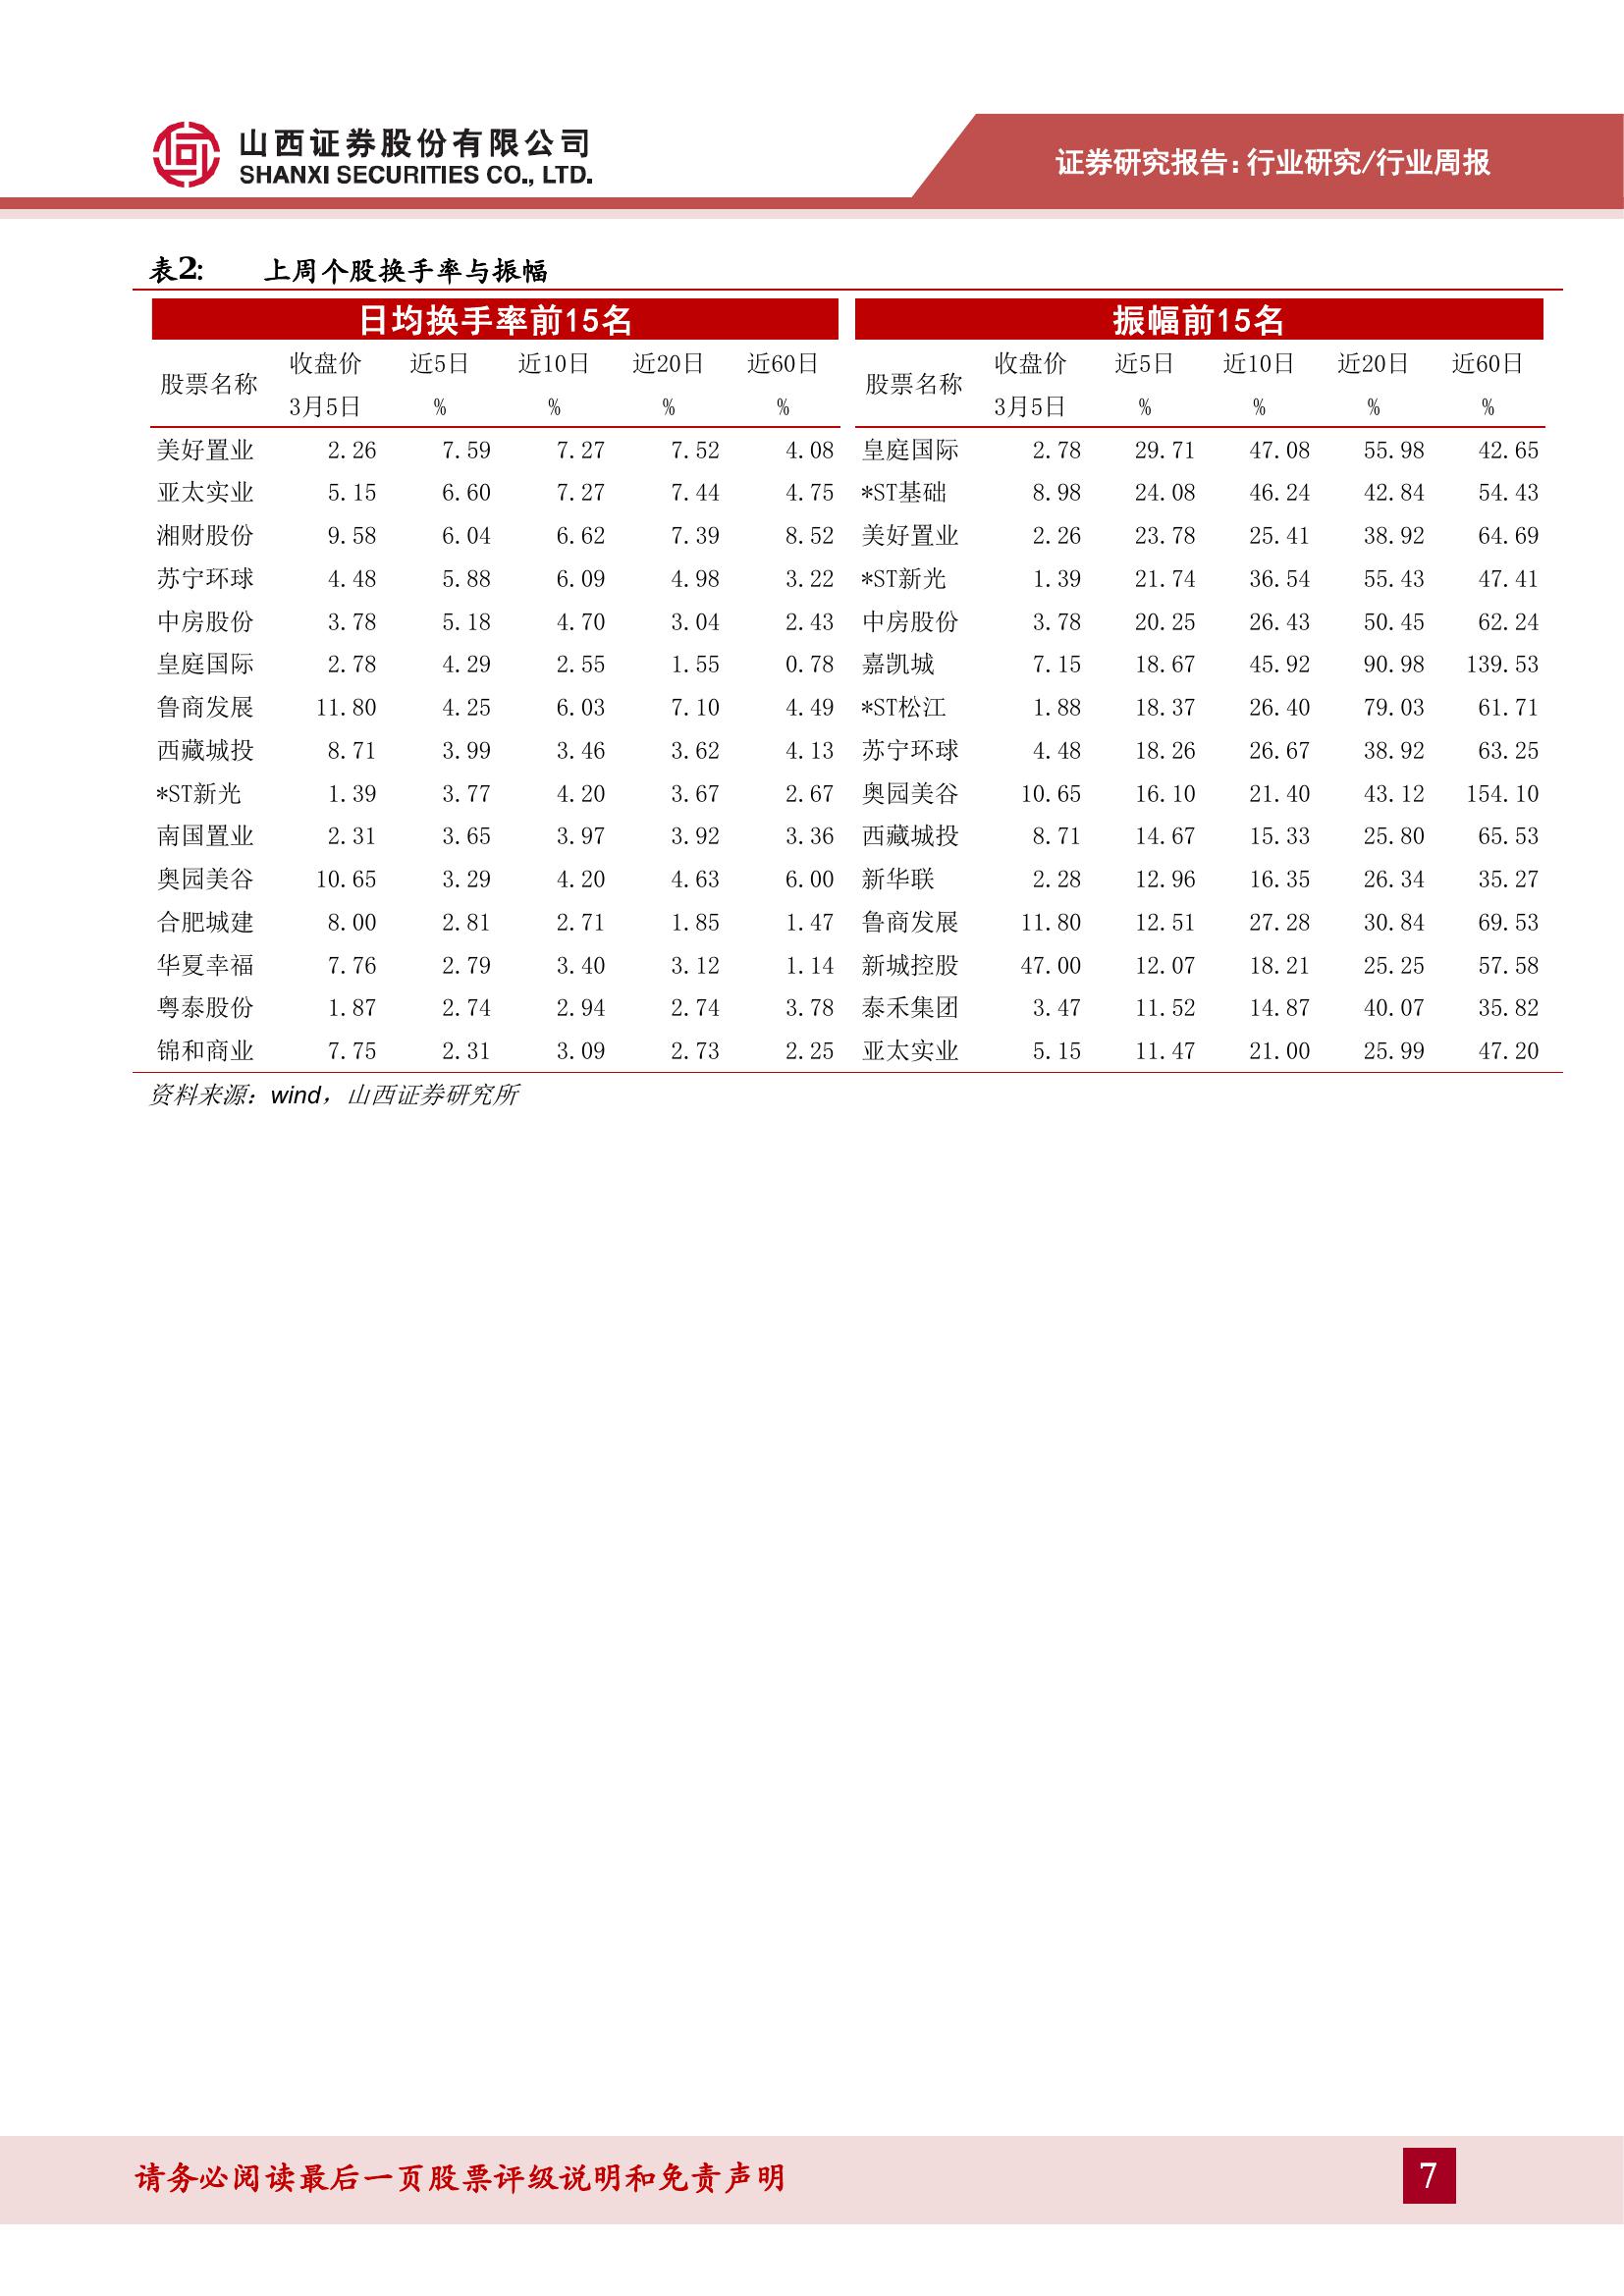 山西证券股份有限公司
SHANXI SECURITIES CO., LTD.
证券研究报告：行业研究/行业周报
表2: 上周个股换手率与振幅
日均换手率前15名 振幅前15名
股票名称 收盘价 近5日 近10日 近20日 近60日 股票名称 收盘价 近5日 近10日 近20日 近60日
3月5日 % % % % 3月5日 % % % %
美好置业 2.26 7.59 7.27 7.52 4.08 皇庭国际 2.78 29.71 47.08 55.98 42.65
亚太实业 5.15 6.60 7.27 7.44 4.75 *ST基础 8.98 24.08 46.24 42.84 54.43
湘财股份 9.58 6.04 6.62 7.39 8.52 美好置业 2.26 23.78 25.41 38.92 64.69
苏宁环球 4.48 5.88 6.09 4.98 3.22 *ST新光 1.39 21.74 36.54 55.43 47.41
中房股份 3.78 5.18 4.70 3.04 2.43 中房股份 3.78 20.25 26.43 50.45 62.24
皇庭国际 2.78 4.29 2.55 1.55 0.78 嘉凯城 7.15 18.67 45.92 90.98 139.53
鲁商发展 11.80 4.25 6.03 7.10 4.49 *ST松江 1.88 18.37 26.40 79.03 61.71
西藏城投 8.71 3.99 3.46 3.62 4.13 苏宁环球 4.48 18.26 26.67 38.92 63.25
*ST新光 1.39 3.77 4.20 3.67 2.67 奥园美谷 10.65 16.10 21.40 43.12 154.10
南国置业 2.31 3.65 3.97 3.92 3.36 西藏城投 8.71 14.67 15.33 25.80 65.53
奥园美谷 10.65 3.29 4.20 4.63 6.00 新华联 2.28 12.96 16.35 26.34 35.27
合肥城建 8.00 2.81 2.71 1.85 1.47 鲁商发展 11.80 12.51 27.28 30.84 69.53
华夏幸福 7.76 2.79 3.40 3.12 1.14 新城控股 47.00 12.07 18.21 25.25 57.58
粤泰股份 1.87 2.74 2.94 2.74 3.78 泰禾集团 3.47 11.52 14.87 40.07 35.82
锦和商业 7.75 2.31 3.09 2.73 2.25 亚太实业 5.15 11.47 21.00 25.99 47.20
资料来源：wind，山西证券研究所
请务必阅读最后一页股票评级说明和免责声明
7